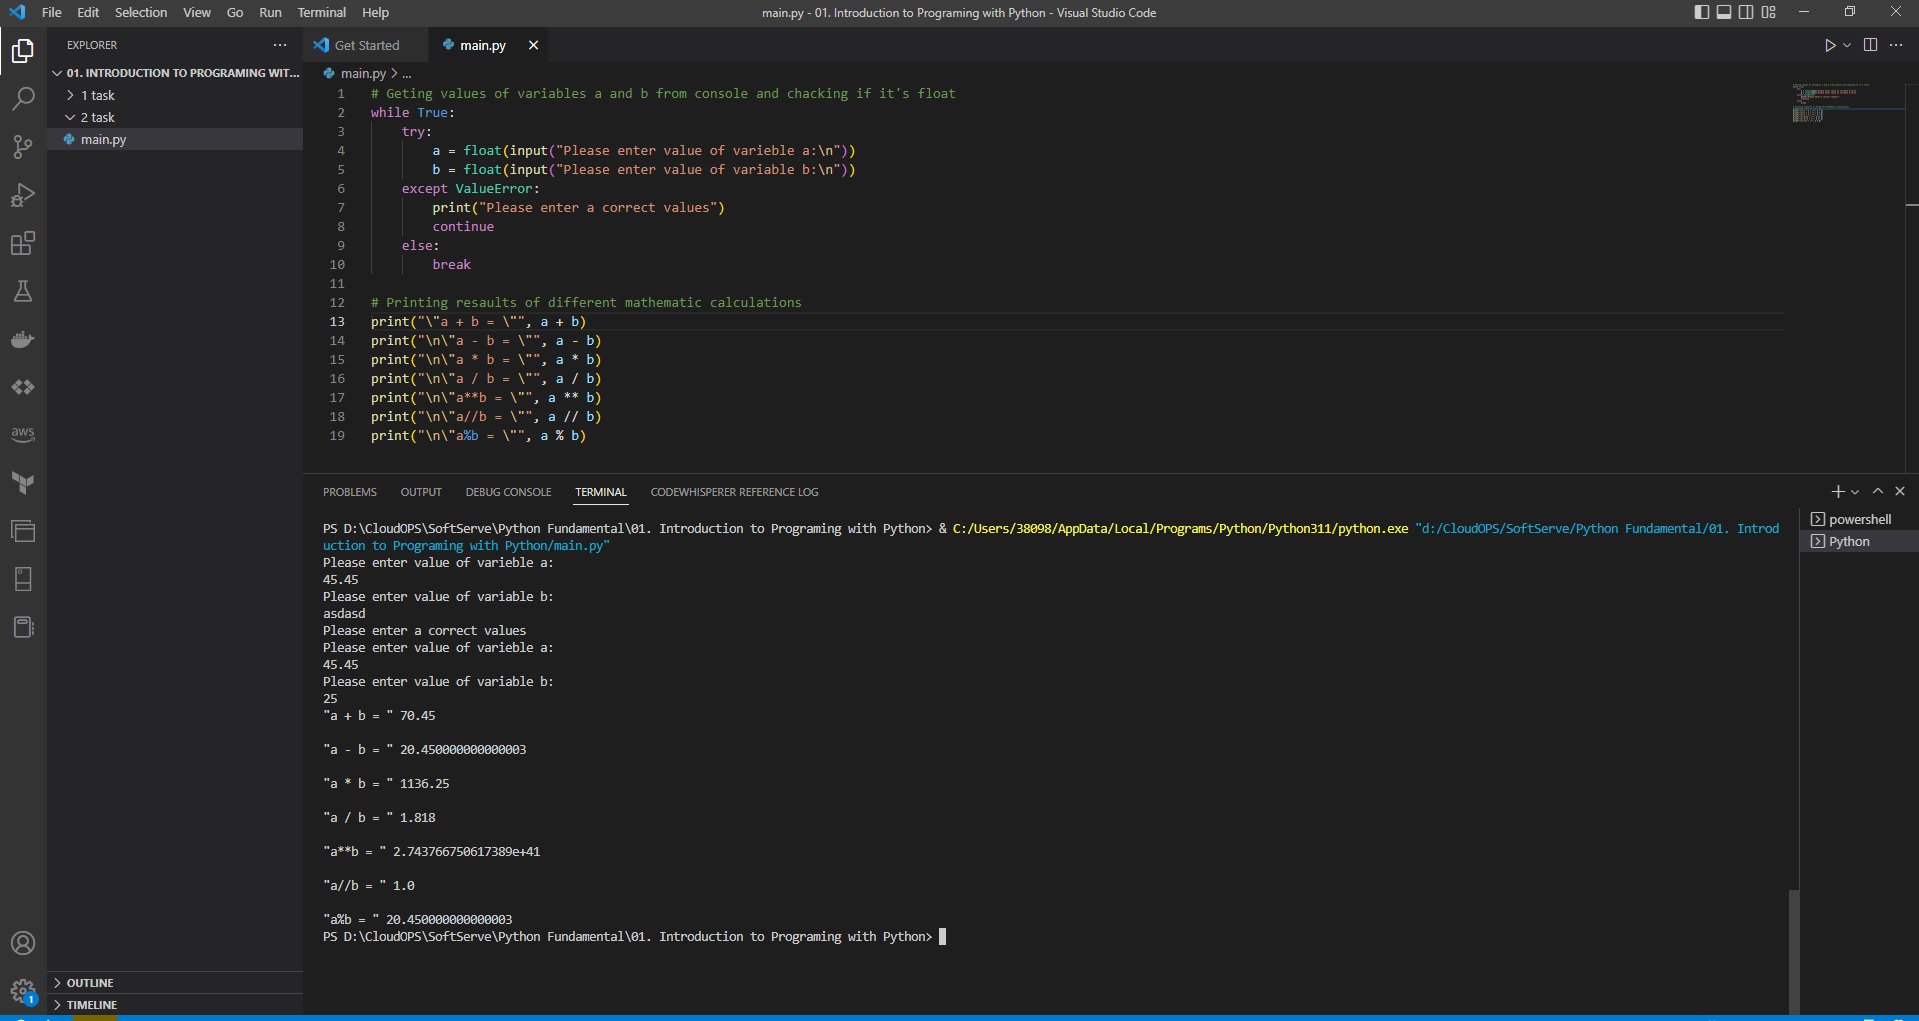 File Edit Selection View Go Run Terminal Help
main.py - 01. Introduction to Programing with Python - Visual Studio Code
EXPLORER
01. INTRODUCTION TO PROGRAMING WIT...
1 task
2 task
main.py
Get Started
main.py
main.py > ...
1 # Geting values of variables a and b from console and chacking if it's float
2 while True:
3 try:
4 a = float(input("Please enter value of varieble a:\n"))
5 b = float(input("Please enter value of variable b:\n"))
6 except ValueError:
7 print("Please enter a correct values")
8 continue
9 else:
10 break
11
12 # Printing resaults of different mathematic calculations
13 print("\"a + b = \"", a + b)
14 print("\n\"a - b = \"", a - b)
15 print("\n\"a * b = \"", a * b)
16 print("\n\"a / b = \"", a / b)
17 print("\n\"a**b = \"", a ** b)
18 print("\n\"a//b = \"", a // b)
19 print("\n\"a%b = \"", a % b)
PROBLEMS OUTPUT DEBUG CONSOLE TERMINAL CODEWHISPERER REFERENCE LOG
PS D:\CloudOPS\SoftServe\Python Fundamental\01. Introduction to Programing with Python> & C:/Users/38098/AppData/Local/Programs/Python/Python311/python.exe "d:/CloudOPS/SoftServe/Python Fundamental/01. Introd
uction to Programing with Python/main.py"
Please enter value of varieble a:
45.45
Please enter value of variable b:
asdasd
Please enter a correct values
Please enter value of varieble a:
45.45
Please enter value of variable b:
25
"a + b = " 70.45
"a - b = " 20.450000000000003
"a * b = " 1136.25
"a / b = " 1.818
"a**b = " 2.743766750617389e+41
"a//b = " 1.0
"a%b = " 20.450000000000003
PS D:\CloudOPS\SoftServe\Python Fundamental\01. Introduction to Programing with Python>
powershell
Python
aws
1
OUTLINE
TIMELINE